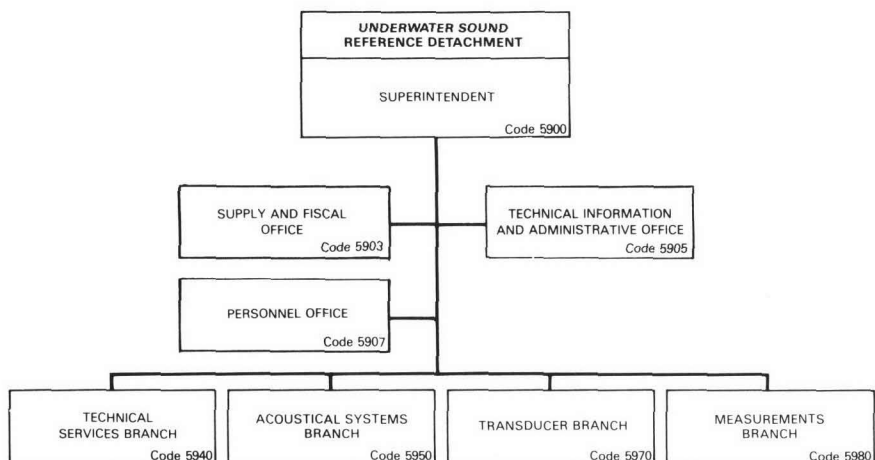 UNDERWATER SOUND
REFERENCE DETACHMENT
SUPERINTENDENT
Code 5900
SUPPLY AND FISCAL
OFFICE
Code 5903
TECHNICAL INFORMATION
AND ADMINISTRATIVE OFFICE
Code 5905
PERSONNEL OFFICE
Code 5907
TECHNICAL
SERVICES BRANCH
Code 5940
ACOUSTICAL SYSTEMS
BRANCH
Code 5950
TRANSDUCER BRANCH
Code 5970
MEASUREMENTS
BRANCH
Code 5980